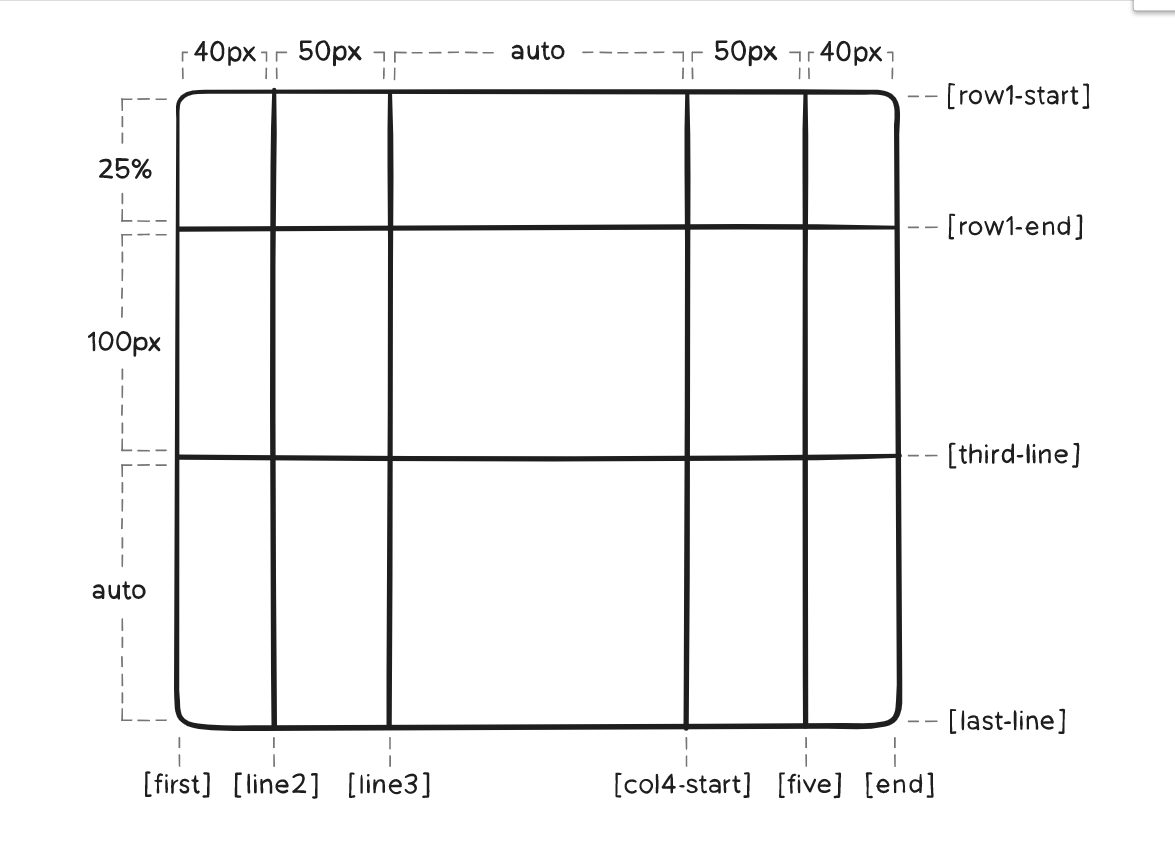 40px 50px auto 50px 40px
[row1-start]
25%
[row1-end]
100px
[third-line]
auto
[last-line]
[first] [line2] [line3] [col4-start] [five] [end]